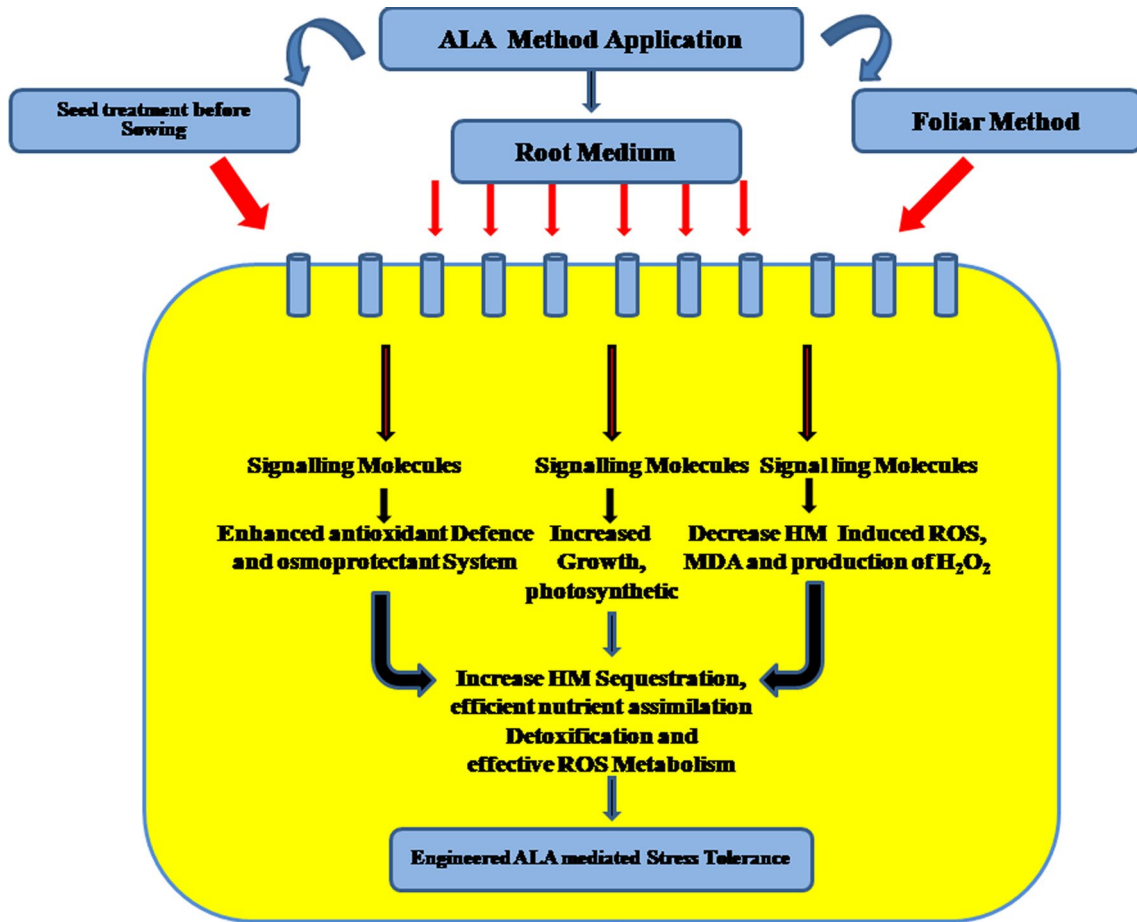 ALA Method Application
Seed treatment before
Sowing
Root Medium
Foliar Method
Signalling Molecules
Signalling Molecules
Signalling Molecules
Enhanced antioxidant Defence
and osmoprotectant System
Increased
Growth,
photosynthetic
Decrease HM Induced ROS,
MDA and production of H₂O₂
Increase HM Sequestration,
efficient nutrient assimilation
Detoxification and
effective ROS Metabolism
Engineered ALA mediated Stress Tolerance